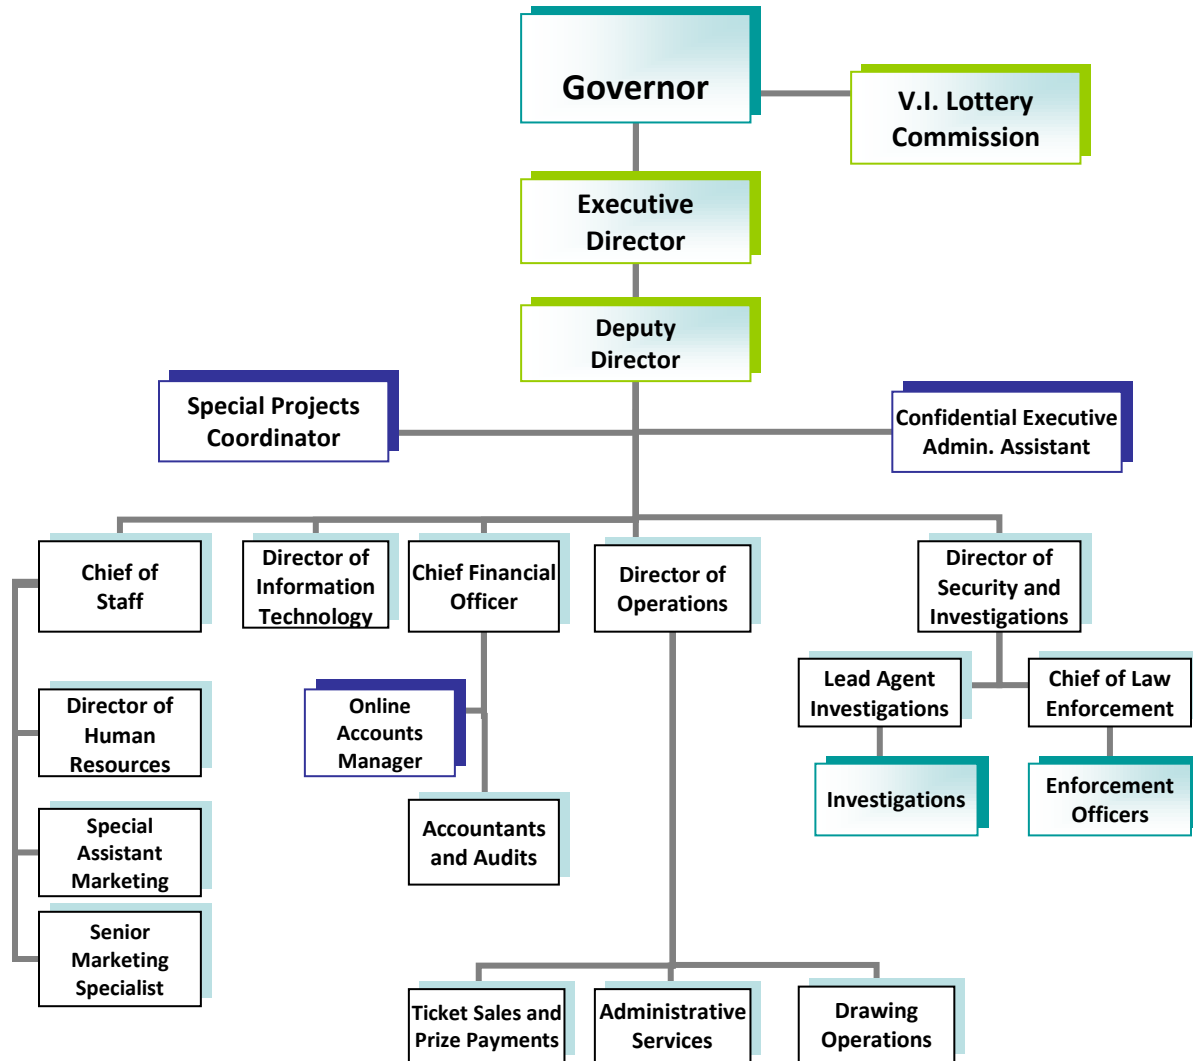 Governor
V.I. Lottery
Commission
Executive
Director
Deputy
Director
Special Projects
Coordinator
Confidential Executive
Admin. Assistant
Chief of
Staff
Director of
Information
Technology
Chief Financial
Officer
Director of
Operations
Director of
Security and
Investigations
Director of
Human
Resources
Online
Accounts
Manager
Lead Agent
Investigations
Chief of Law
Enforcement
Special
Assistant
Marketing
Accountants
and Audits
Investigations
Enforcement
Officers
Senior
Marketing
Specialist
Ticket Sales and
Prize Payments
Administrative
Services
Drawing
Operations